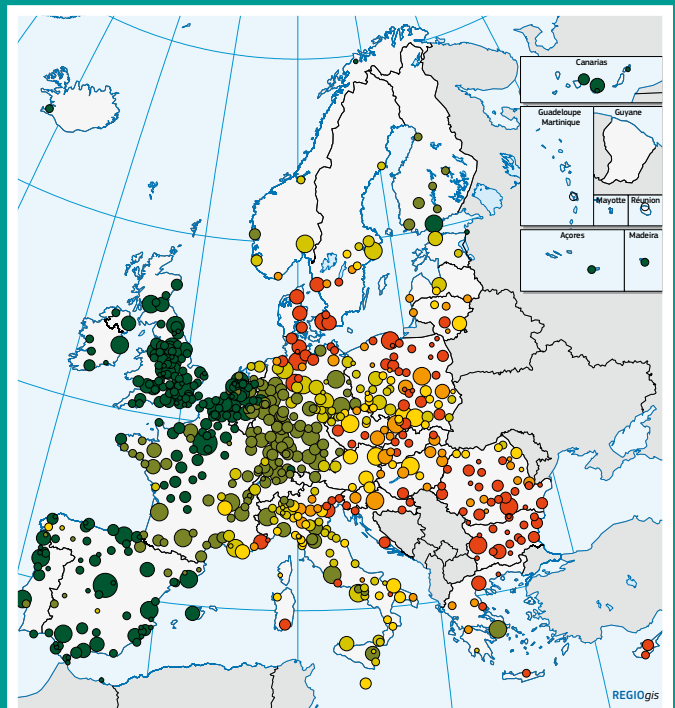 Canarias
Guadeloupe
Martinique
Guyane
Mayotte
Réunion
Açores
Madeira
REGIOgis